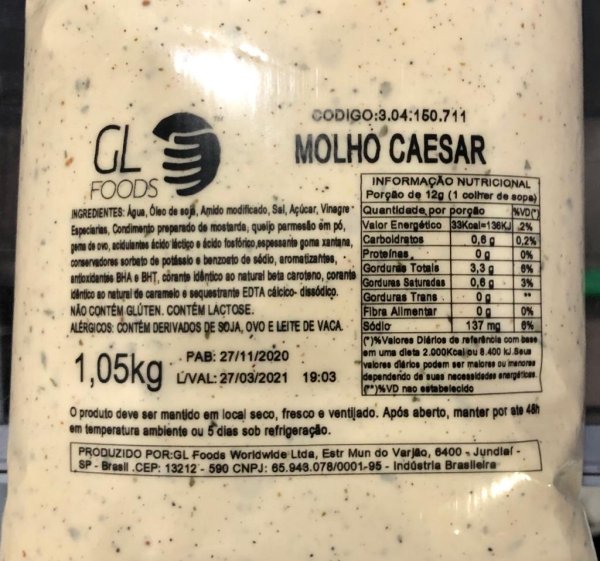 CODIGO:3.04.150.711
MOLHO CAESAR
GL
FOODS
INGREDIENTES: Água, Óleo de soja, Amido modificado, Sal, Açúcar, Vinagre
Especiarias, Condimento preparado de mostarda, queijo parmesão em pó,
gema de ovo, acidulantes ácido láctico e ácido fosfórico,espessante goma xantana,
conservadores sorbato de potássio e benzoato de sódio, aromatizantes,
antioxidantes BHA e BHT, corante idêntico ao natural beta caroteno, corante
idêntico ao natural de caramelo e sequestrante EDTA cálcico- dissódico.
NÃO CONTÉM GLÚTEN. CONTÉM LACTOSE.
ALÉRGICOS: CONTÉM DERIVADOS DE SOJA, OVO E LEITE DE VACA.
1,05kg
PAB: 27/11/2020
L/VAL: 27/03/2021 19:03
INFORMAÇÃO NUTRICIONAL
Porção de 12g (1 colher de sopa)
Quantidade por porção %VD(*)
Valor Energético 33Kcal=136KJ 2%
Carboidratos 0,6 g 0,2%
Proteínas 0 g 0%
Gorduras Totais 3,3 g 6%
Gorduras Saturadas 0,6 g 3%
Gorduras Trans 0 g **
Fibra Alimentar 0 g 0%
Sódio 137 mg 6%
(*)%Valores Diários de referência com base
em uma dieta 2.000Kcal ou 8.400 kJ.Seus
valores diários podem ser maiores ou menores
dependendo de suas necessidades energéticas.
(**)%VD nao estabelecido
O produto deve ser mantido em local seco, fresco e ventilado. Após aberto, manter por ate 48h
em temperatura ambiente ou 5 dias sob refrigeração.
PRODUZIDO POR:GL Foods Worldwide Ltda, Estr Mun do Varjão, 6400 - Jundiaí -
SP - Brasil .CEP: 13212 - 590 CNPJ: 65.943.078/0001-95 - Indústria Brasileira